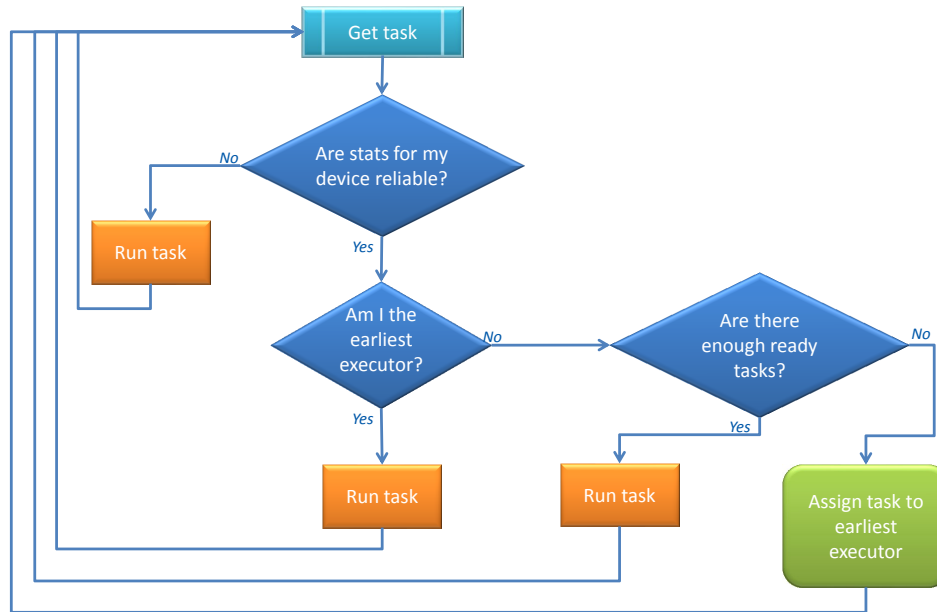 Get task
Are stats for my
device reliable?
No
Yes
Run task
Am I the
earliest
executor?
No
Yes
Are there
enough ready
tasks?
No
Yes
Run task
Run task
Assign task to
earliest
executor